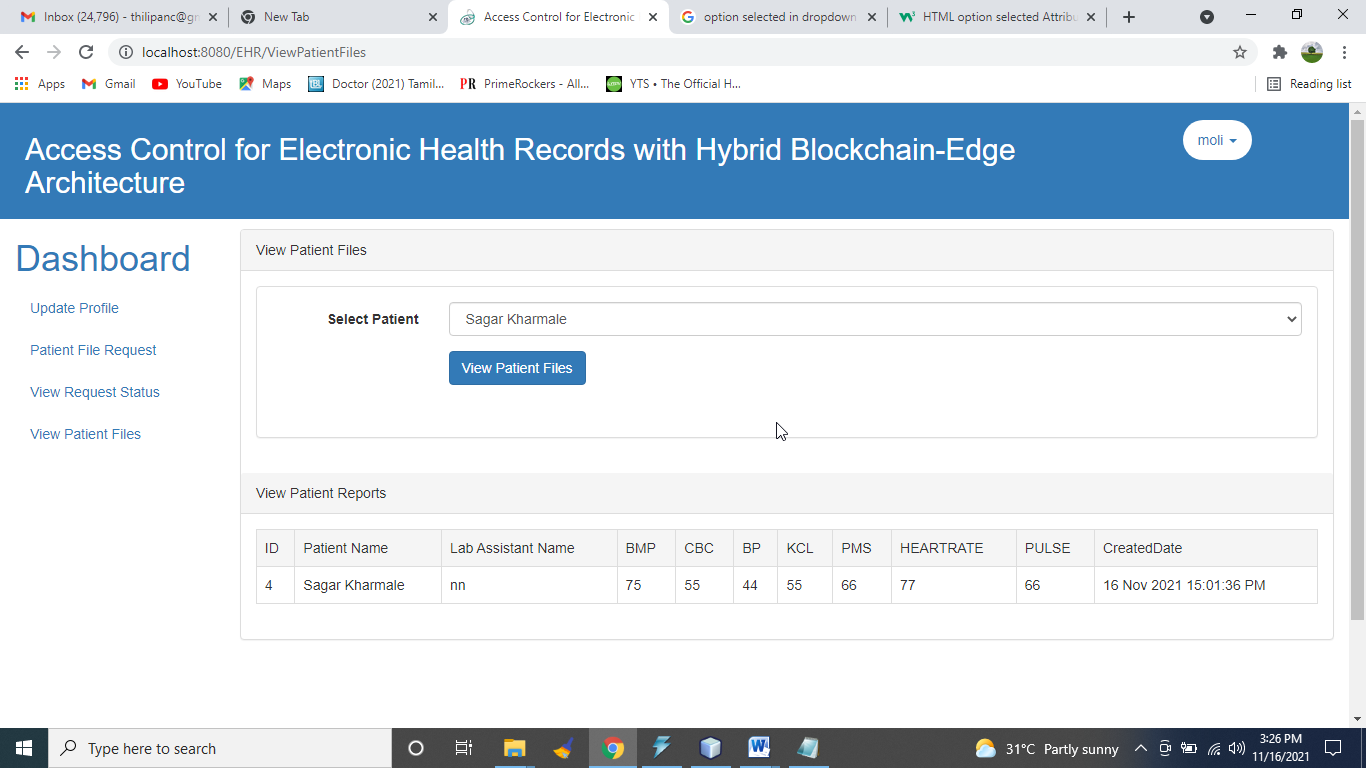 Inbox (24,796) - thilipanc@gr
New Tab
Access Control for Electronic
option selected in dropdown
HTML option selected Attribu
localhost:8080/EHR/ViewPatientFiles
Apps
Gmail
YouTube
Maps
Doctor (2021) Tamil...
PrimeRockers - All...
YTS • The Official H...
Reading list
Access Control for Electronic Health Records with Hybrid Blockchain-Edge
Architecture
moli
Dashboard
Update Profile
Patient File Request
View Request Status
View Patient Files
View Patient Files
Select Patient Sagar Kharmale
View Patient Files
View Patient Reports
ID Patient Name Lab Assistant Name BMP CBC BP KCL PMS HEARTRATE PULSE CreatedDate
4 Sagar Kharmale nn 75 55 44 55 66 77 66 16 Nov 2021 15:01:36 PM
Type here to search
31°C Partly sunny
3:26 PM
11/16/2021